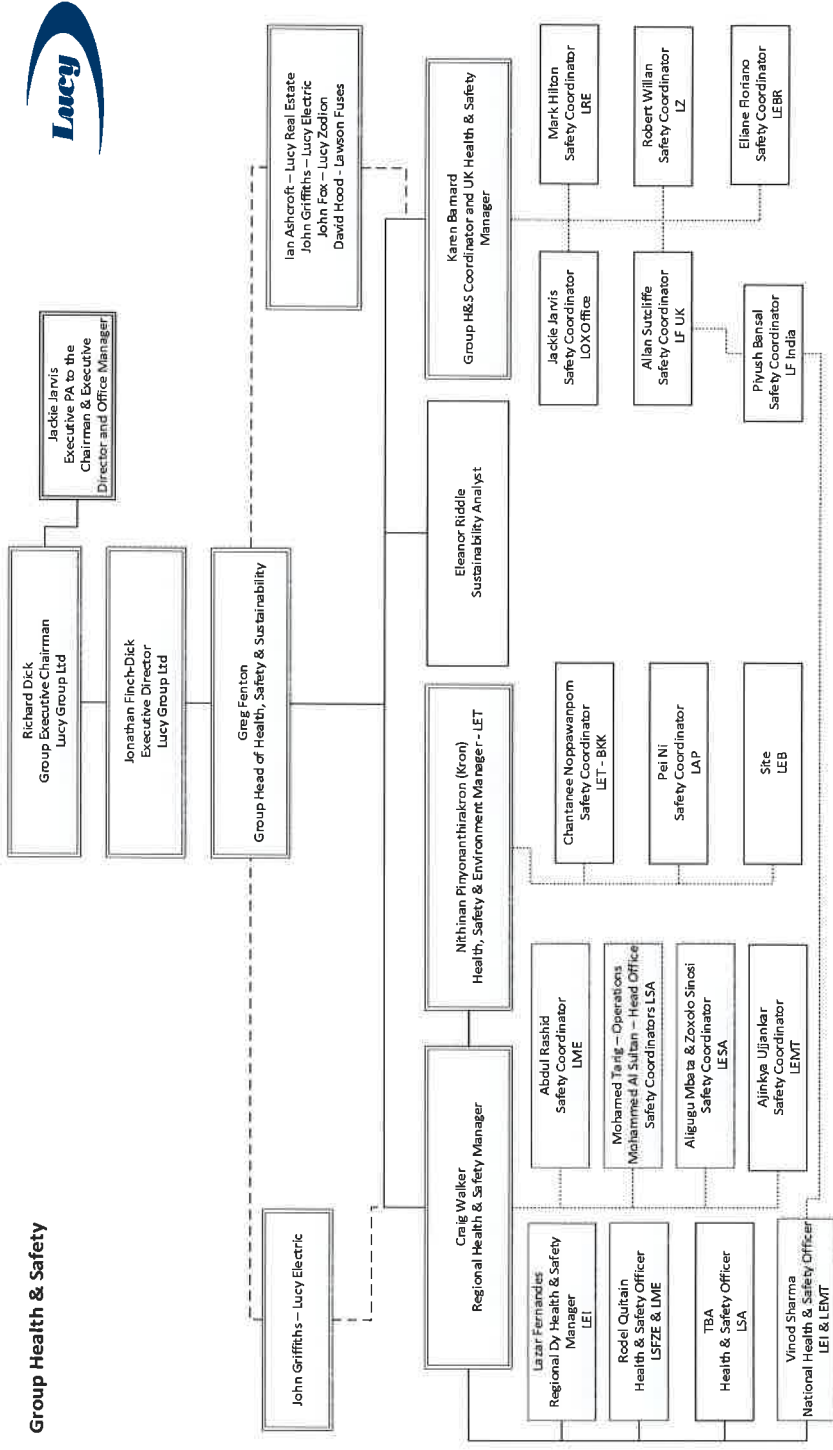 Group Health & Safety
Lucy
Richard Dick
Group Executive Chairman
Lucy Group Ltd
Jackie Jarvis
Executive PA to the
Chairman & Executive
Director and Office Manager
Jonathan Finch-Dick
Executive Director
Lucy Group Ltd
Greg Fenton
Group Head of Health, Safety & Sustainability
John Griffiths – Lucy Electric
Ian Ashcroft – Lucy Real Estate
John Griffiths – Lucy Electric
John Fox – Lucy Zodion
David Hood - Lawson Fuses
Craig Walker
Regional Health & Safety Manager
Nithinan Pinyonanthirakron (Kron)
Health, Safety & Environment Manager - LET
Eleanor Riddle
Sustainability Analyst
Karen Barnard
Group H&S Coordinator and UK Health & Safety
Manager
Lazar Fernandes
Regional Dy Health & Safety
Manager
LEI
Rodel Quitain
Health & Safety Officer
LSFZE & LME
TBA
Health & Safety Officer
LSA
Vinod Sharma
National Health & Safety Officer
LEI & LEMT
Abdul Rashid
Safety Coordinator
LME
Mohamed Tarig – Operations
Mohammed Al Sultan – Head Office
Safety Coordinators LSA
Aligugu Mbata & Zoxolo Sinosi
Safety Coordinator
LESA
Ajinkya Ujjankar
Safety Coordinator
LEMT
Chantanee Noppawanporn
Safety Coordinator
LET - BKK
Pei Ni
Safety Coordinator
LAP
Site
LEB
Jackie Jarvis
Safety Coordinator
LOX Office
Allan Sutcliffe
Safety Coordinator
LF UK
Piyush Bansal
Safety Coordinator
LF India
Mark Hilton
Safety Coordinator
LRE
Robert Willan
Safety Coordinator
LZ
Eliane Floriano
Safety Coordinator
LEBR